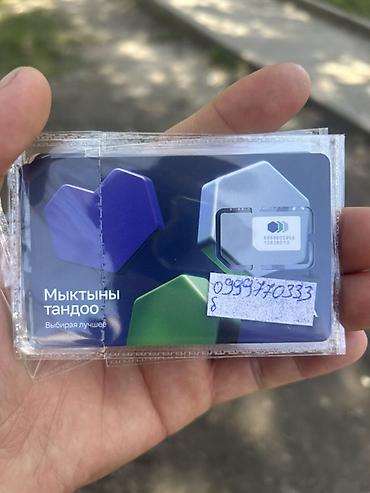 Мыктыны
тандоо
Выбирая лучшее
0999770333
б